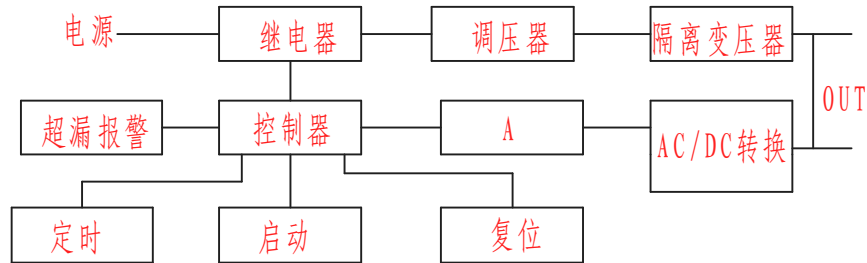 电源
继电器
调压器
隔离变压器
OUT
超漏报警
控制器
A
AC/DC转换
定时
启动
复位